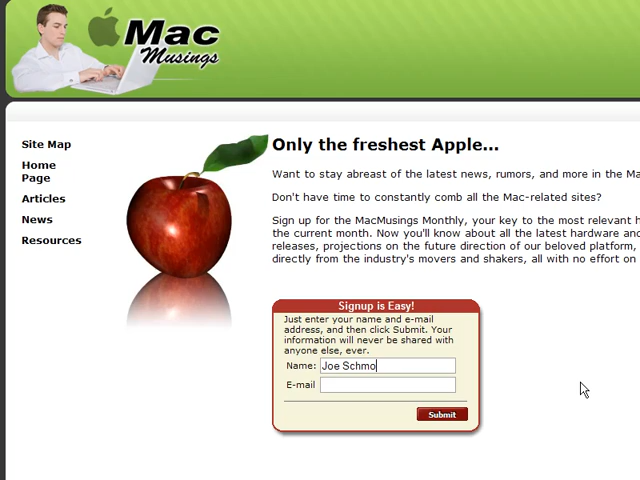 Mac
Musings
Site Map
Home
Page
Articles
News
Resources
Only the freshest Apple...
Want to stay abreast of the latest news, rumors, and more in the Ma
Don't have time to constantly comb all the Mac-related sites?
Sign up for the MacMusings Monthly, your key to the most relevant h
the current month. Now you'll know about all the latest hardware and
releases, projections on the future direction of our beloved platform,
directly from the industry's movers and shakers, all with no effort on
Signup is Easy!
Just enter your name and e-mail
address, and then click Submit. Your
information will never be shared with
anyone else, ever.
Name: Joe Schmo
E-mail
Submit